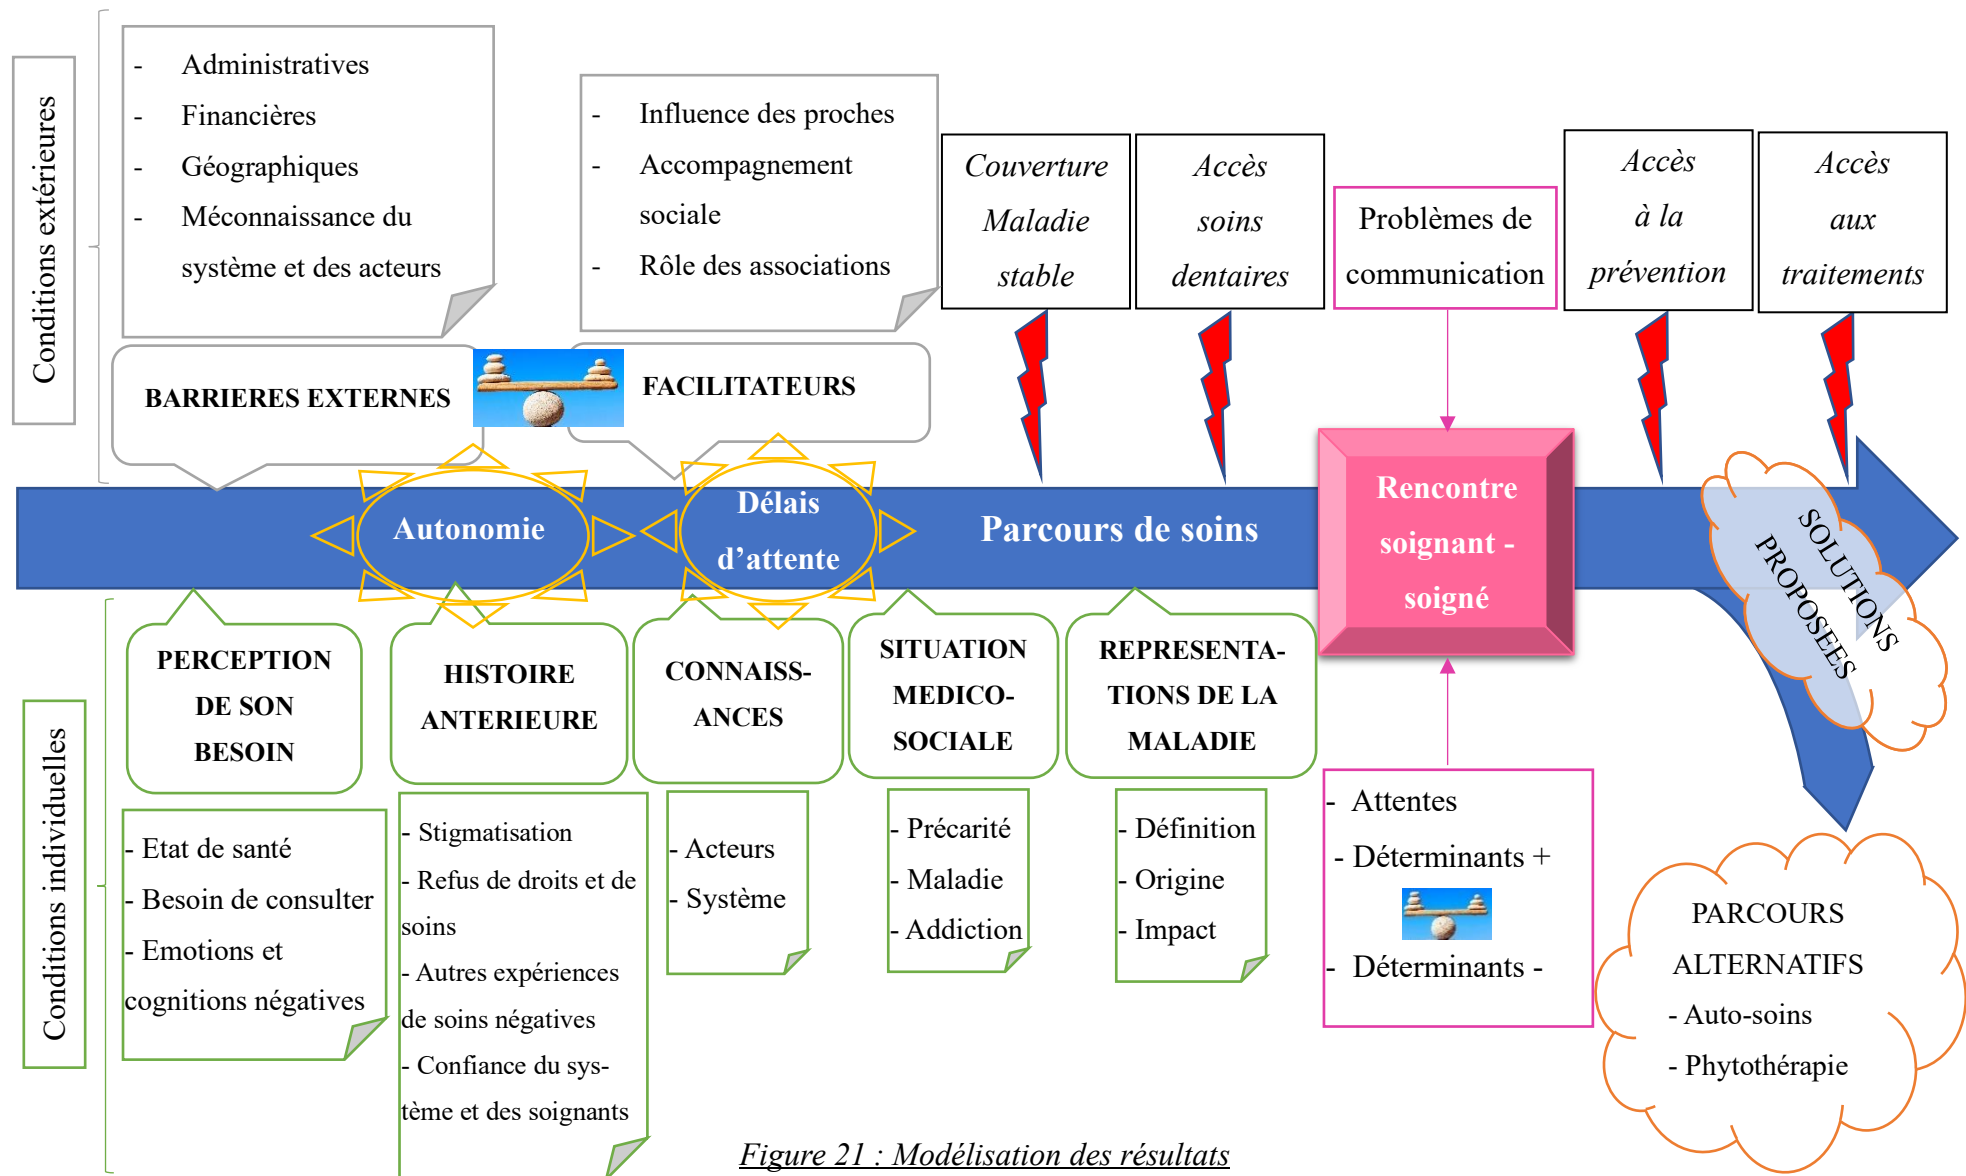 Conditions extérieures
- Administratives
- Financières
- Géographiques
- Méconnaissance du
système et des acteurs
- Influence des proches
- Accompagnement
sociale
- Rôle des associations
Couverture
Maladie
stable
Accès
soins
dentaires
Problèmes de
communication
Accès
à la
prévention
Accès
aux
traitements
BARRIERES EXTERNES
FACILITATEURS
Autonomie
Délais
d’attente
Parcours de soins
Rencontre
soignant -
soigné
SOLUTIONS
PROPOSEES
Conditions individuelles
PERCEPTION
DE SON
BESOIN
HISTOIRE
ANTERIEURE
CONNAISS-
ANCES
SITUATION
MEDICO-
SOCIALE
REPRESENTA-
TIONS DE LA
MALADIE
- Etat de santé
- Besoin de consulter
- Emotions et
cognitions négatives
- Stigmatisation
- Refus de droits et de
soins
- Autres expériences
de soins négatives
- Confiance du sys-
tème et des soignants
- Acteurs
- Système
- Précarité
- Maladie
- Addiction
- Définition
- Origine
- Impact
- Attentes
- Déterminants +
- Déterminants -
PARCOURS
ALTERNATIFS
- Auto-soins
- Phytothérapie
Figure 21 : Modélisation des résultats